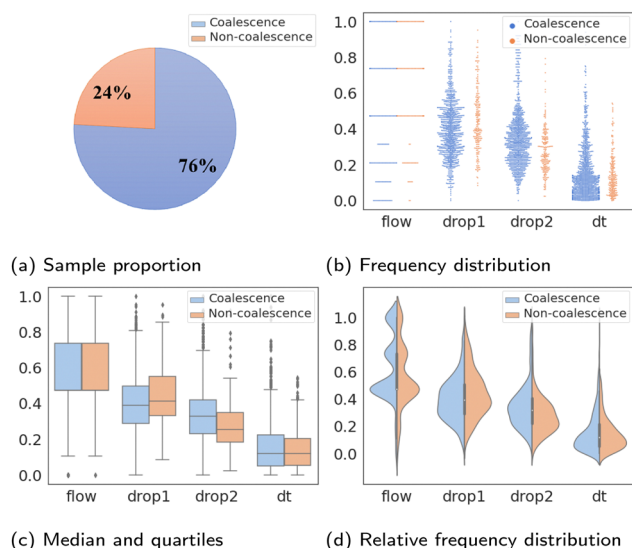 Coalescence
Non-coalescence
24%
76%
(a) Sample proportion
1.0
0.8
0.6
0.4
0.2
0.0
Coalescence
Non-coalescence
flow drop1 drop2 dt
(b) Frequency distribution
1.0
0.8
0.6
0.4
0.2
0.0
Coalescence
Non-coalescence
flow drop1 drop2 dt
(c) Median and quartiles
1.0
0.8
0.6
0.4
0.2
0.0
Coalescence
Non-coalescence
flow drop1 drop2 dt
(d) Relative frequency distribution